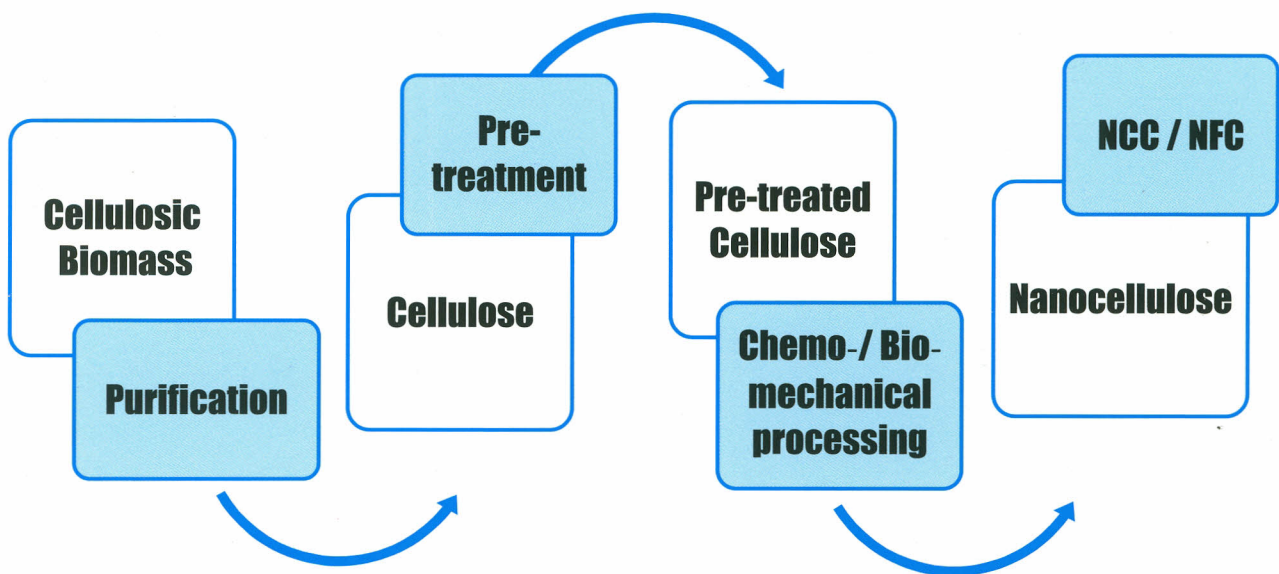 Cellulosic
Biomass
Purification
Pre-
treatment
Cellulose
Pre-treated
Cellulose
Chemo-/ Bio-
mechanical
processing
NCC / NFC
Nanocellulose